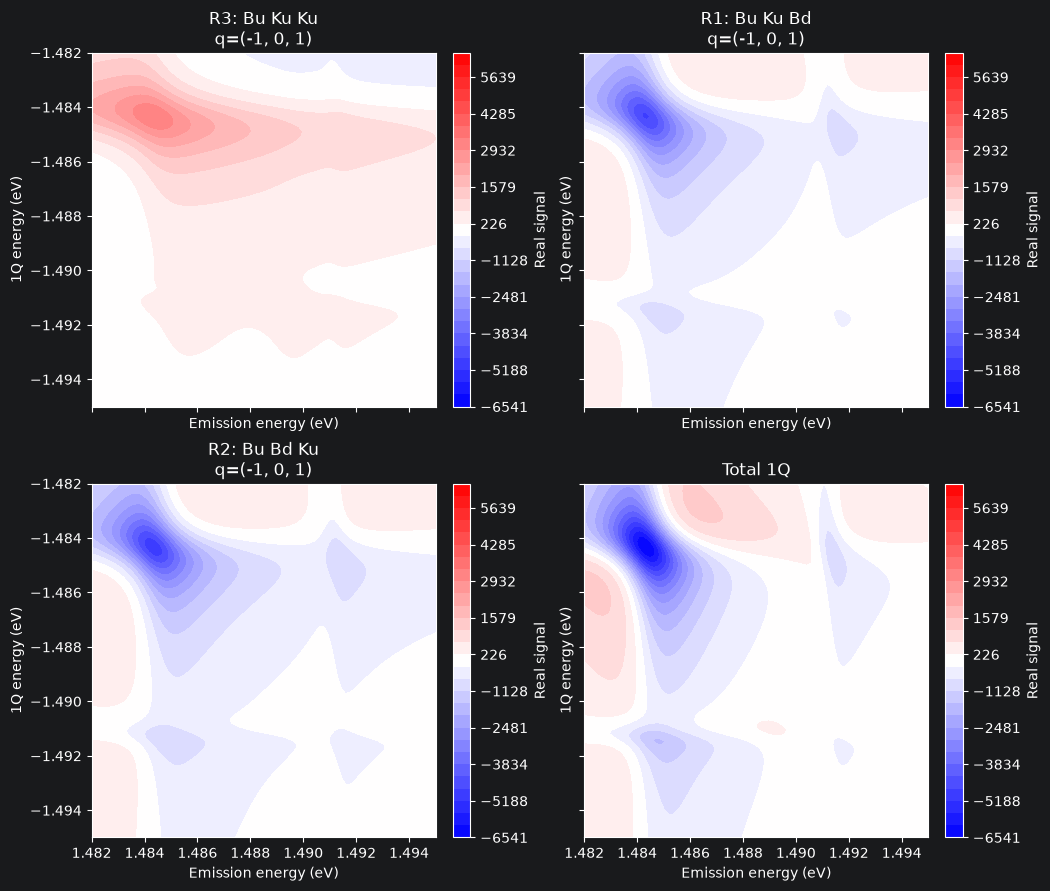 R3: Bu Ku Ku
q=(-1, 0, 1)
R1: Bu Ku Bd
q=(-1, 0, 1)
−1.482
−1.484
−1.486
−1.488
−1.490
−1.492
−1.494
1Q energy (eV)
Emission energy (eV)
5639
4285
2932
1579
226
−1128
−2481
−3834
−5188
−6541
Real signal
1Q energy (eV)
Emission energy (eV)
5639
4285
2932
1579
226
−1128
−2481
−3834
−5188
−6541
Real signal
R2: Bu Bd Ku
q=(-1, 0, 1)
Total 1Q
−1.482
−1.484
−1.486
−1.488
−1.490
−1.492
−1.494
1Q energy (eV)
1.482 1.484 1.486 1.488 1.490 1.492 1.494
Emission energy (eV)
5639
4285
2932
1579
226
−1128
−2481
−3834
−5188
−6541
Real signal
1Q energy (eV)
1.482 1.484 1.486 1.488 1.490 1.492 1.494
Emission energy (eV)
5639
4285
2932
1579
226
−1128
−2481
−3834
−5188
−6541
Real signal